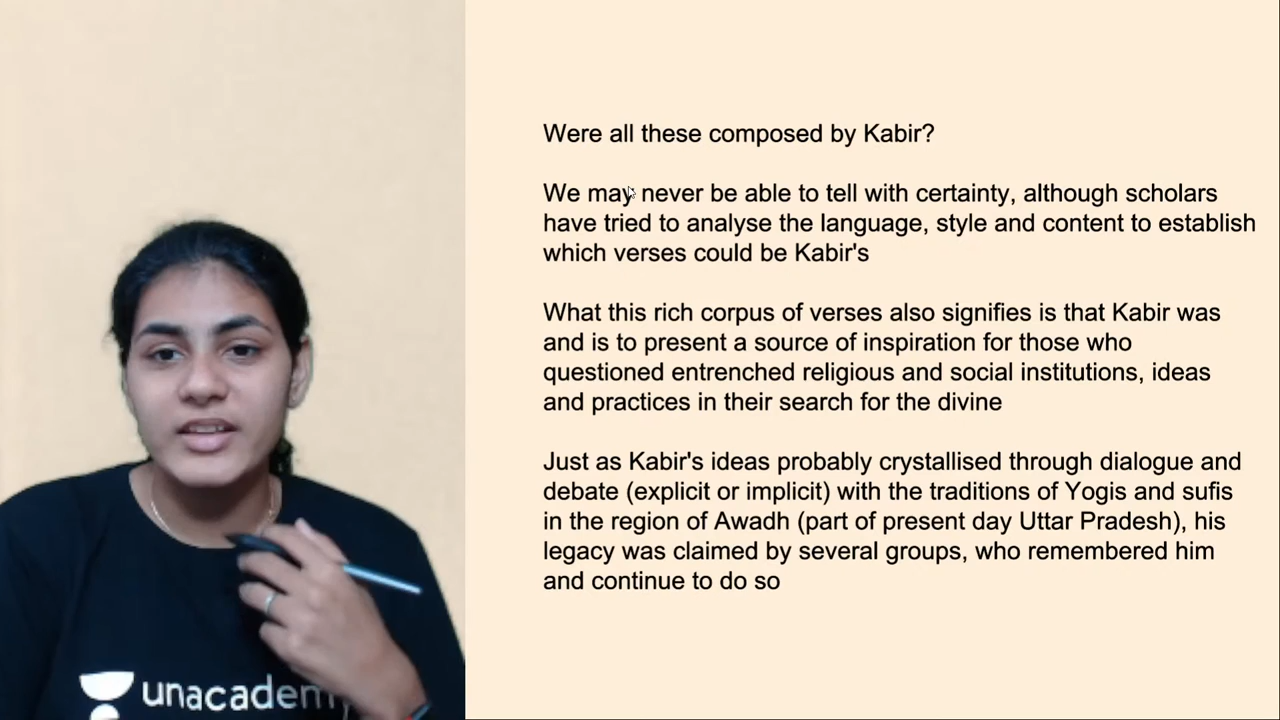 Were all these composed by Kabir?
We may never be able to tell with certainty, although scholars
have tried to analyse the language, style and content to establish
which verses could be Kabir's
What this rich corpus of verses also signifies is that Kabir was
and is to present a source of inspiration for those who
questioned entrenched religious and social institutions, ideas
and practices in their search for the divine
Just as Kabir's ideas probably crystallised through dialogue and
debate (explicit or implicit) with the traditions of Yogis and sufis
in the region of Awadh (part of present day Uttar Pradesh), his
legacy was claimed by several groups, who remembered him
and continue to do so
unacadem